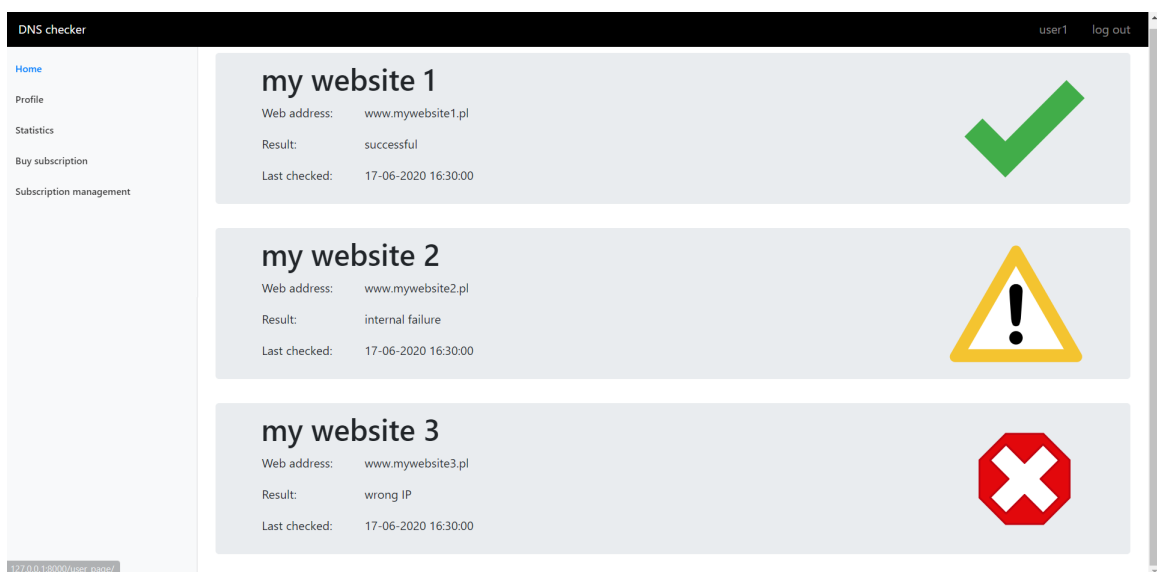 DNS checker user1 log out
Home
Profile
Statistics
Buy subscription
Subscription management
my website 1
Web address: www.mywebsite1.pl
Result: successful
Last checked: 17-06-2020 16:30:00
my website 2
Web address: www.mywebsite2.pl
Result: internal failure
Last checked: 17-06-2020 16:30:00
my website 3
Web address: www.mywebsite3.pl
Result: wrong IP
Last checked: 17-06-2020 16:30:00
127.0.0.1:8000/user_page/